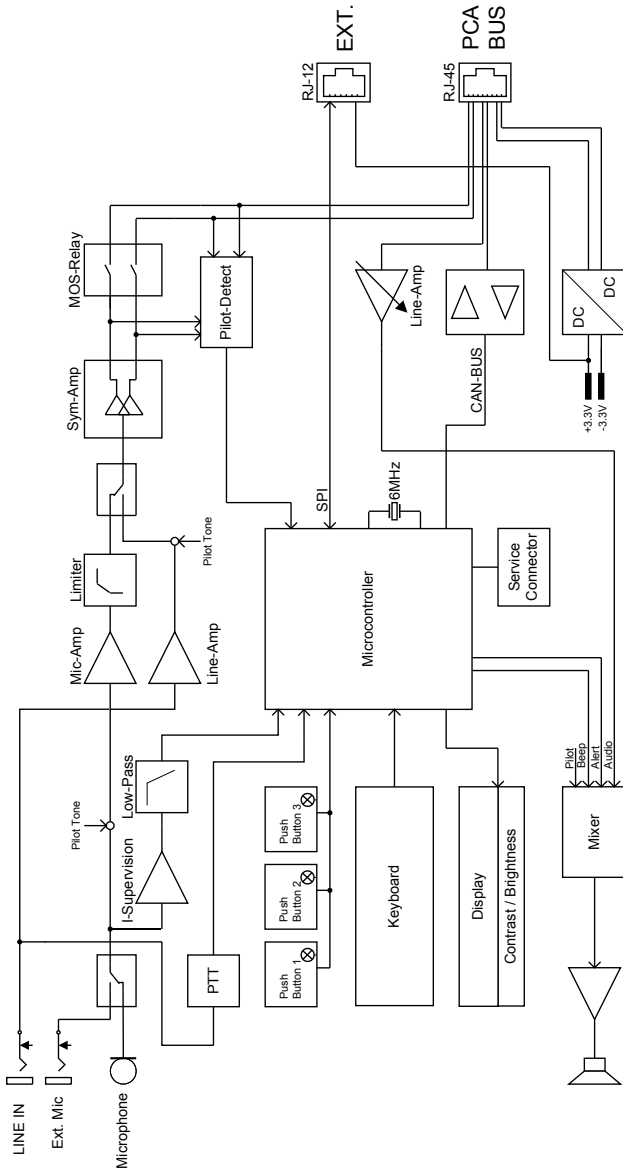 LINE IN
Ext. Mic
Microphone
Pilot Tone
I-Supervision
Low-Pass
Mic-Amp
Line-Amp
Limiter
Pilot Tone
Sym-Amp
MOS-Relay
Pilot-Detect
PTT
Push
Button 1
Push
Button 2
Push
Button 3
Keyboard
Display
Contrast / Brightness
Microcontroller
6MHz
SPI
Service
Connector
CAN-BUS
Line-Amp
RJ-12
EXT.
RJ-45
PCA
BUS
DC
DC
+3.3V
-3.3V
Pilot
Beep
Alert
Audio
Mixer